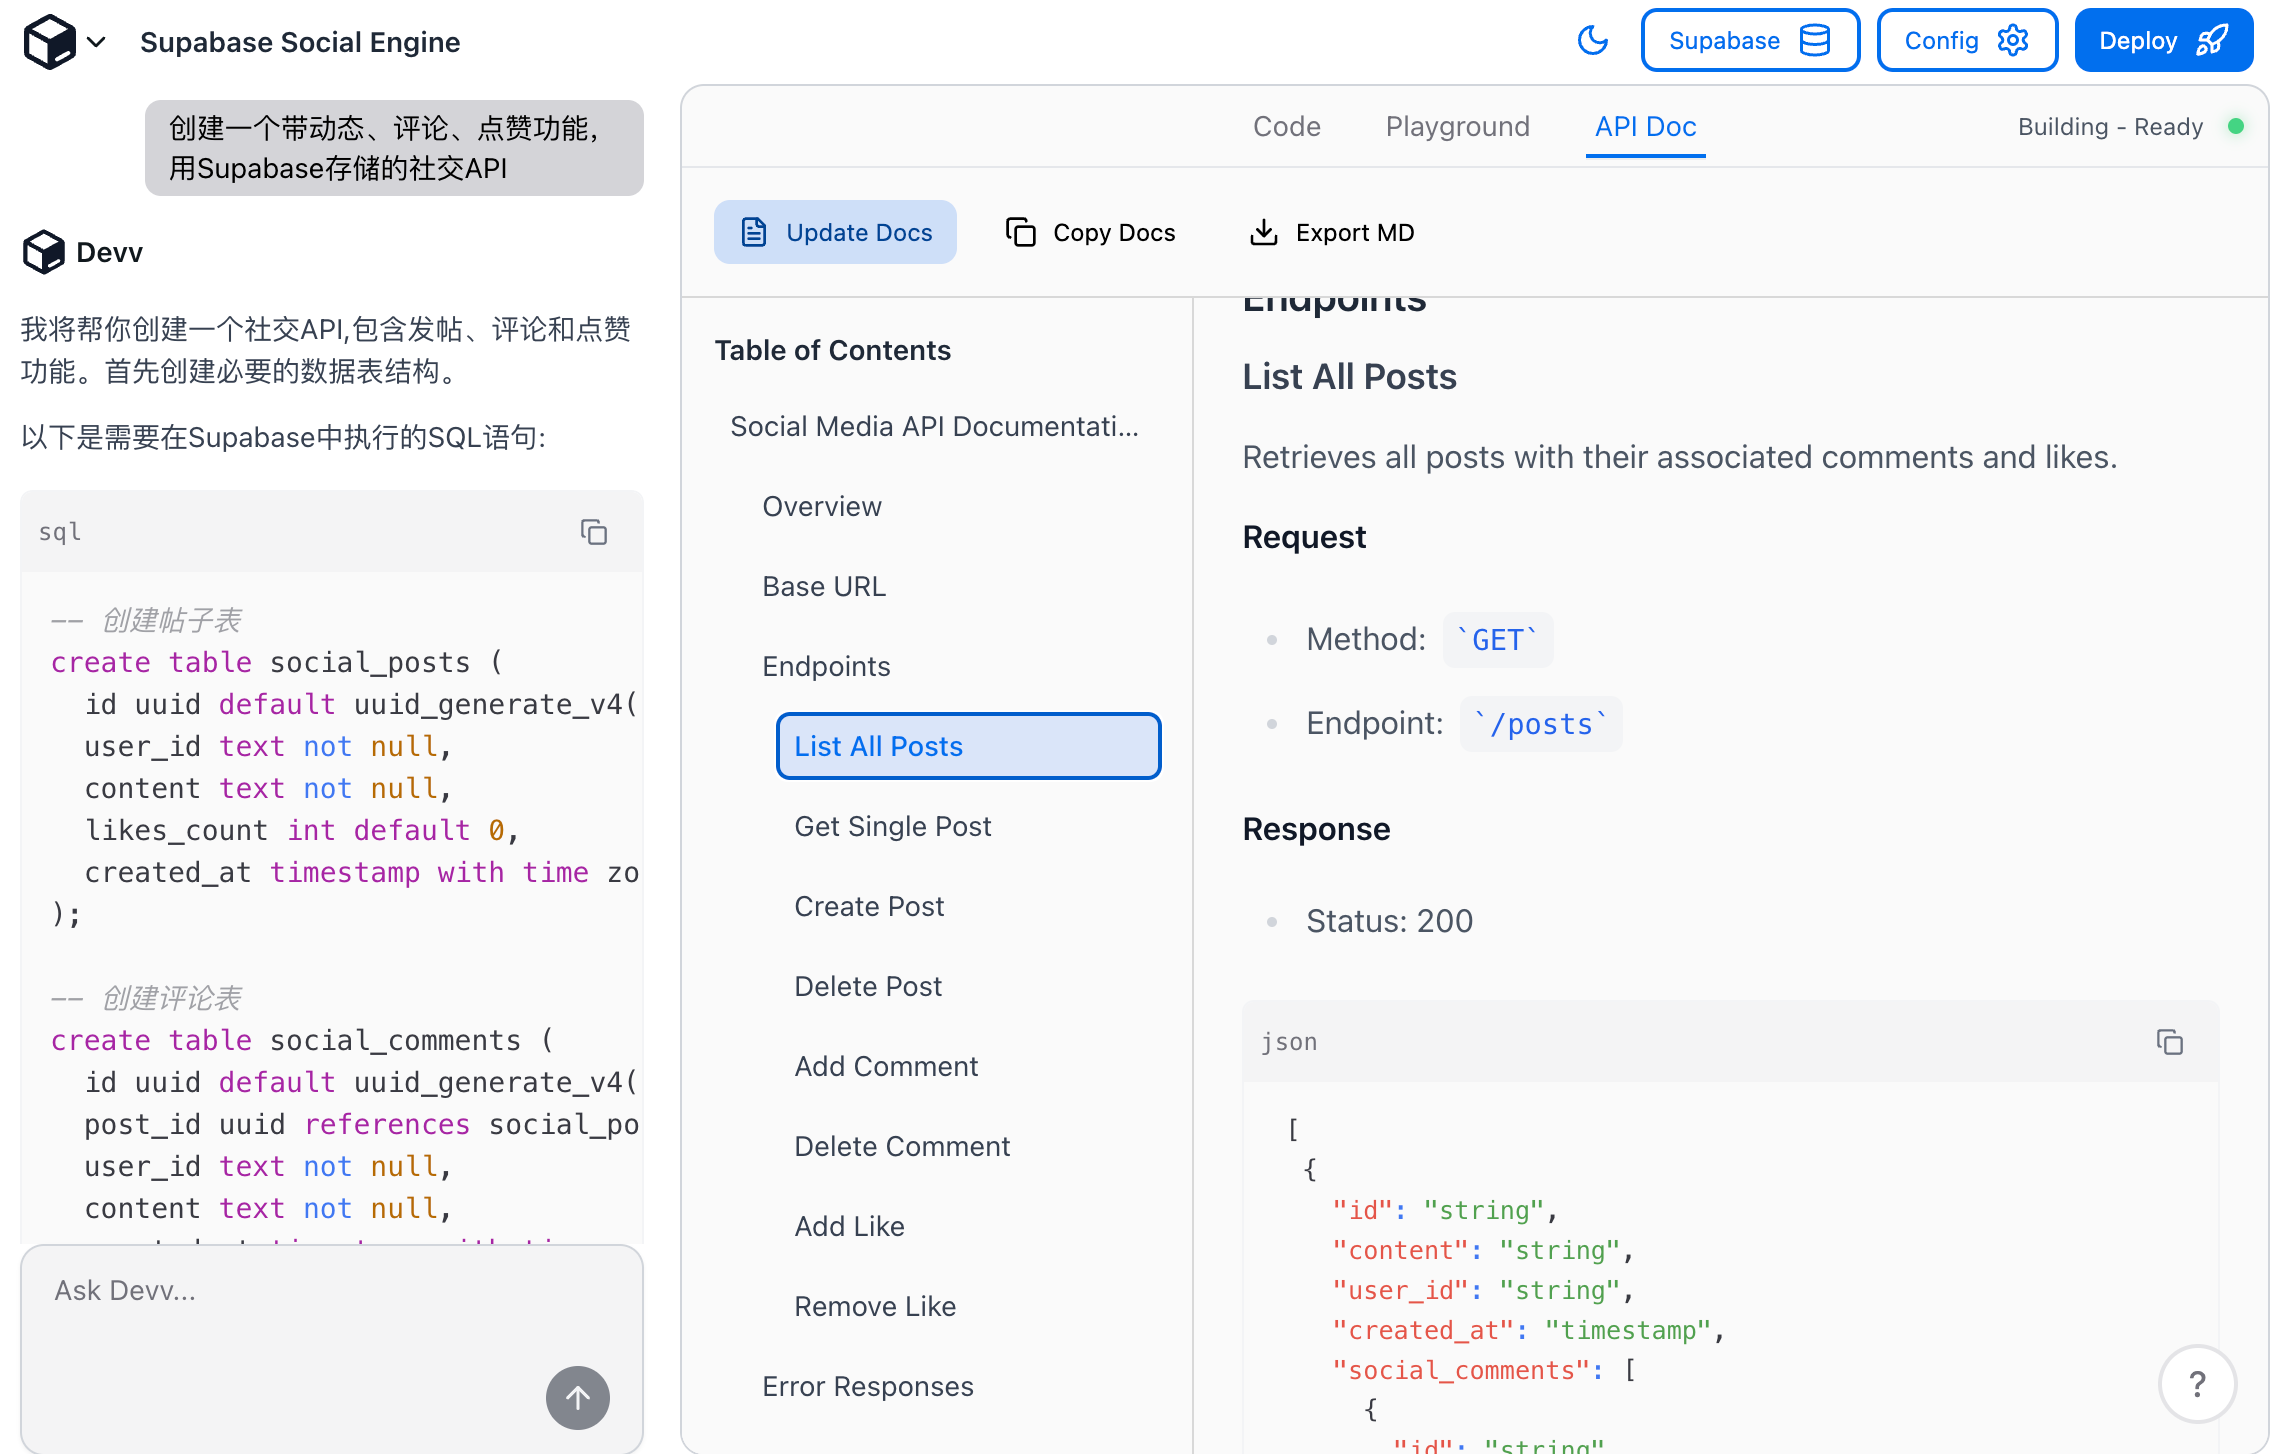 Supabase Social Engine
Supabase
Config
Deploy
创建一个带动态、评论、点赞功能，
用Supabase存储的社交API
Devv
我将帮你创建一个社交API,包含发帖、评论和点赞
功能。首先创建必要的数据表结构。
以下是需要在Supabase中执行的SQL语句:
sql
-- 创建帖子表
create table social_posts (
id uuid default uuid_generate_v4(
user_id text not null,
content text not null,
likes_count int default 0,
created_at timestamp with time zo
);
-- 创建评论表
create table social_comments (
id uuid default uuid_generate_v4(
post_id uuid references social_po
user_id text not null,
content text not null,
Ask Devv...
Code
Playground
API Doc
Building - Ready
Update Docs
Copy Docs
Export MD
Table of Contents
Social Media API Documentati...
Overview
Base URL
Endpoints
List All Posts
Get Single Post
Create Post
Delete Post
Add Comment
Delete Comment
Add Like
Remove Like
Error Responses
Endpoints
List All Posts
Retrieves all posts with their associated comments and likes.
Request
Method: `GET`
Endpoint: `/posts`
Response
Status: 200
json
[
{
"id": "string",
"content": "string",
"user_id": "string",
"created_at": "timestamp",
"social_comments": [
{
"id": "string"
?